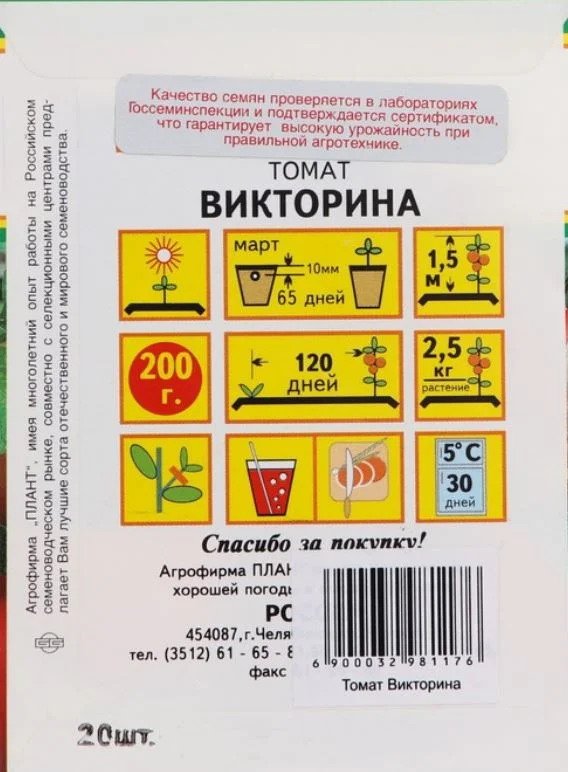 Качество семян проверяется в лабораториях
Госсеминспекции и подтверждается сертификатом,
что гарантирует высокую урожайность при
правильной агротехнике.
Агрофирма „ПЛАНТ“, имея многолетний опыт работы на Российском
семеноводческом рынке, совместно с селекционными центрами пред-
лагает Вам лучшие сорта отечественного и мирового семеноводства.
ТОМАТ
ВИКТОРИНА
март
10мм
65 дней
1,5
м
200
г.
120
дней
2,5
кг
растение
5°С
30
дней
Спасибо за покупку!
Агрофирма ПЛАН
хорошей погоды
РО
454087, г.Челя
тел. (3512) 61 - 65 - 8
факс
6 900032 981176
Томат Викторина
20шт.